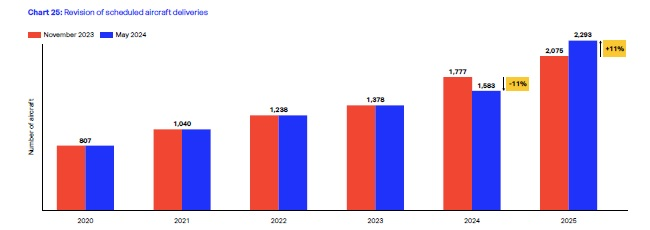 Chart 25: Revision of scheduled aircraft deliveries
November 2023 May 2024
Number of aircraft
807
1,040
1,238
1,378
1,777
1,583
-11%
2,075
2,293
+11%
2020 2021 2022 2023 2024 2025